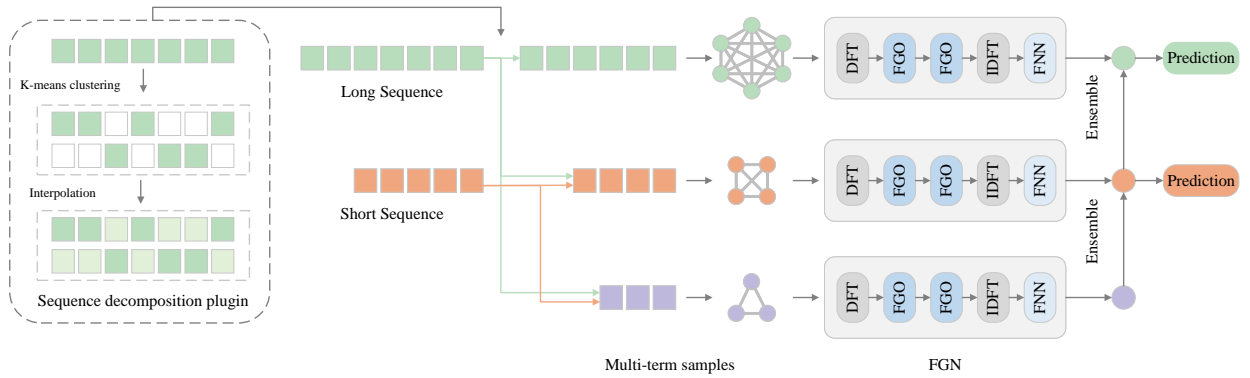 K-means clustering
Interpolation
Sequence decomposition plugin
Long Sequence
Short Sequence
Multi-term samples
DFT
FGO
FGO
IDFT
FNN
DFT
FGO
FGO
IDFT
FNN
DFT
FGO
FGO
IDFT
FNN
FGN
Ensemble
Ensemble
Prediction
Prediction